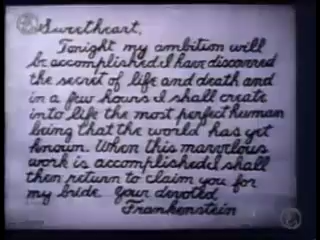 Sweetheart,
Tonight my ambition will
be accomplished. I have discovered
the secret of life and death and
in a few hours I shall create
into life the most perfect human
being that the world has yet
known. When this marvelous
work is accomplished I shall
then return to claim you for
my bride. Your devoted
Frankenstein